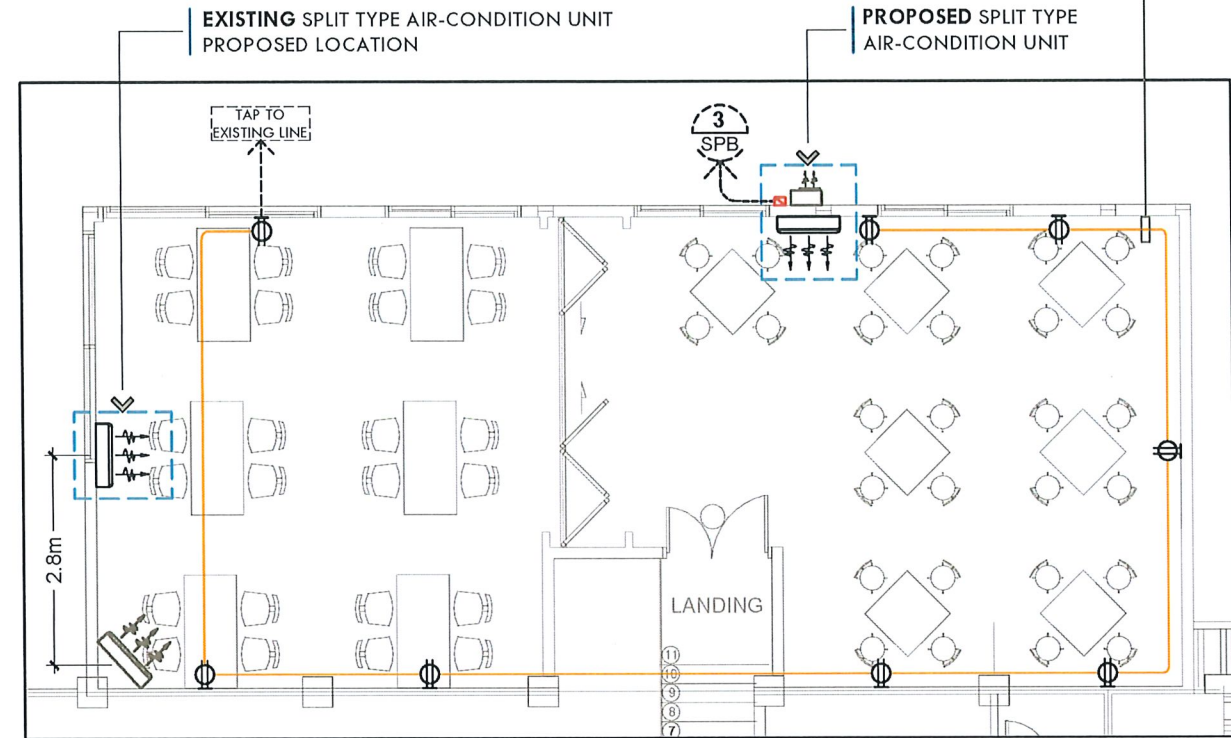 EXISTING SPLIT TYPE AIR-CONDITION UNIT
PROPOSED LOCATION
PROPOSED SPLIT TYPE
AIR-CONDITION UNIT
TAP TO
EXISTING LINE
3
SPB
2.8m
LANDING
11
10
9
8
7